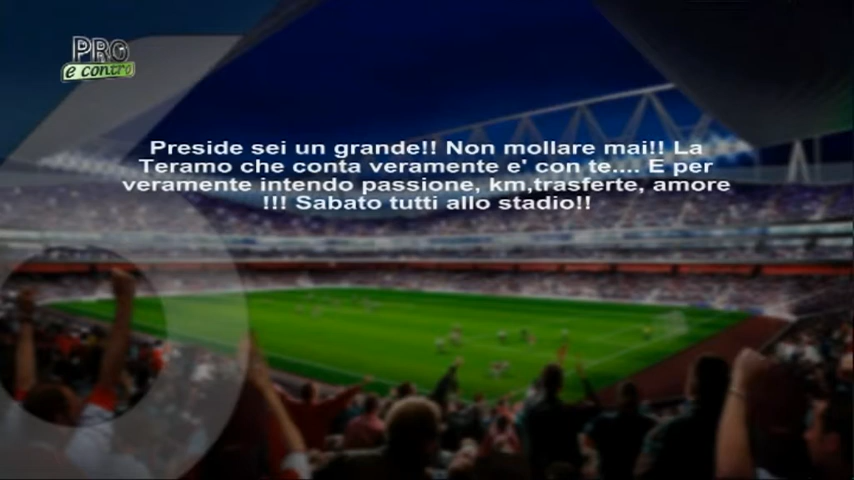 PRO
e contro
Preside sei un grande!! Non mollare mai!! La
Teramo che conta veramente e' con te.... E per
veramente intendo passione, km,trasferte, amore
!!! Sabato tutti allo stadio!!